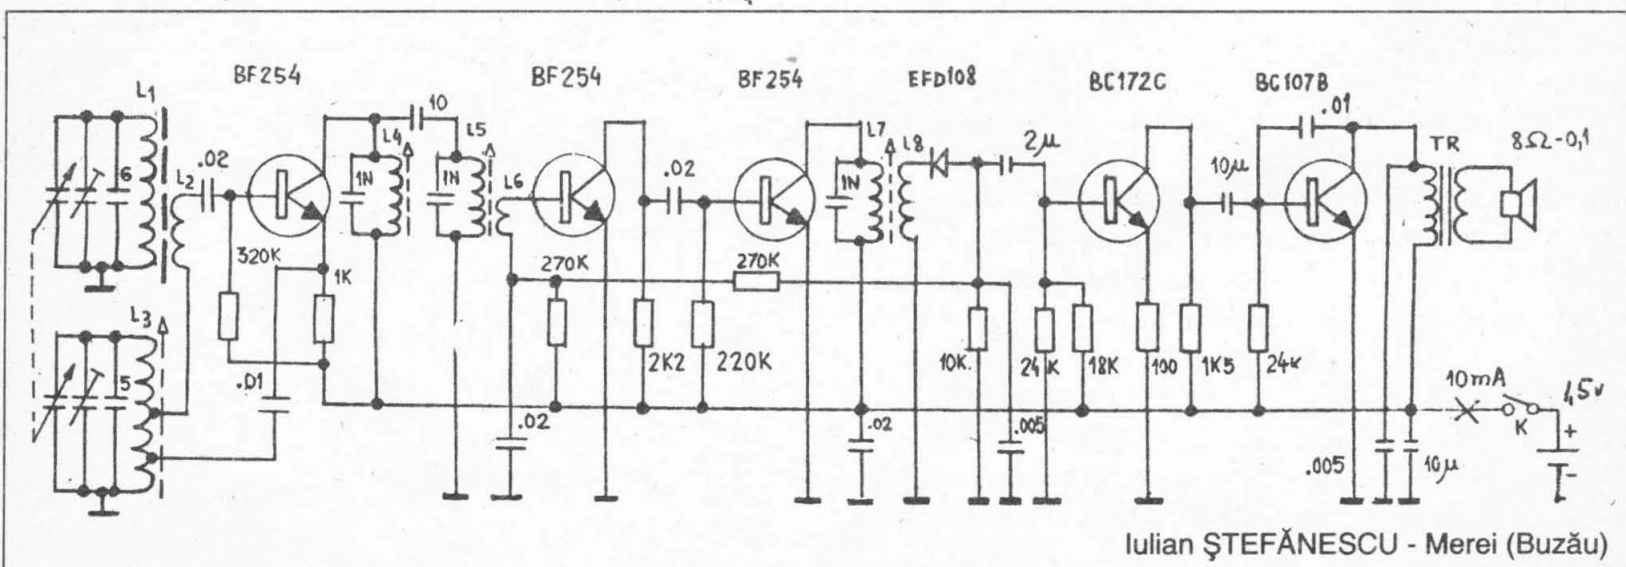 BF254 BF254 BF254 EFD108 BC172C BC107B
L1 10 .01
L4 L5 L7 L8 2μ TR 8Ω-0,1
.02 6 1N 1N .02 1N 10μ
L2 L6
320K 1K 270K 270K
L3
5 .01 2K2 220K 10K 24K 18K 100 1K5 24K
10mA 4,5v
.02 .02 .005 K +
.005 10μ -
Iulian ŞTEFĂNESCU - Merei (Buzău)